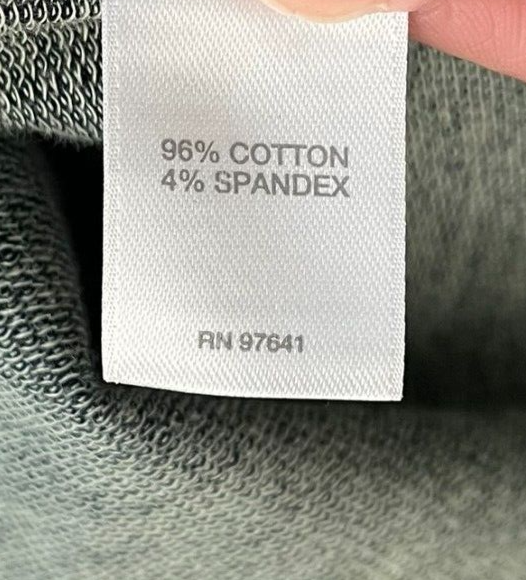 96% COTTON
4% SPANDEX
RN 97641